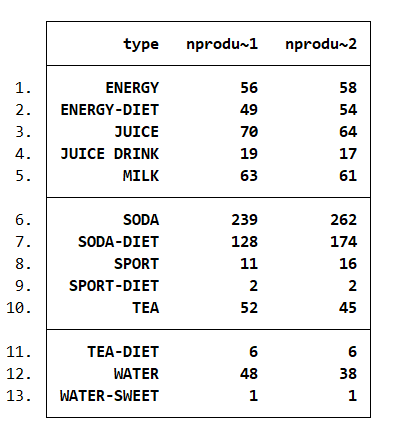 type nprodu~1 nprodu~2
1. ENERGY 56 58
2. ENERGY-DIET 49 54
3. JUICE 70 64
4. JUICE DRINK 19 17
5. MILK 63 61
6. SODA 239 262
7. SODA-DIET 128 174
8. SPORT 11 16
9. SPORT-DIET 2 2
10. TEA 52 45
11. TEA-DIET 6 6
12. WATER 48 38
13. WATER-SWEET 1 1